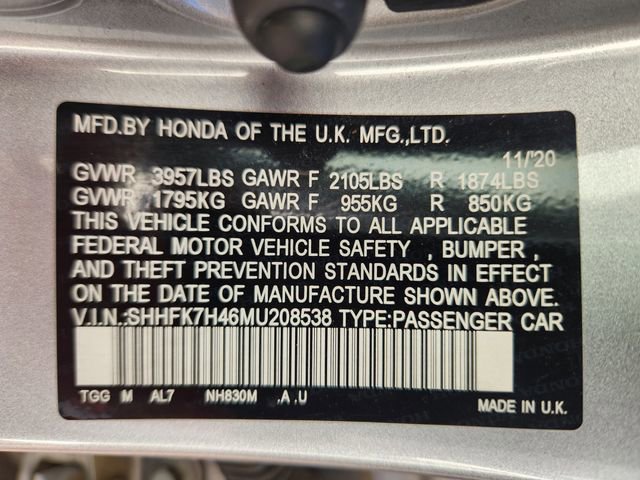 MFD.BY HONDA OF THE U.K. MFG.,LTD.
11/'20
GVWR 3957LBS GAWR F 2105LBS R 1874LBS
GVWR 1795KG GAWR F 955KG R 850KG
THIS VEHICLE CONFORMS TO ALL APPLICABLE
FEDERAL MOTOR VEHICLE SAFETY , BUMPER ,
AND THEFT PREVENTION STANDARDS IN EFFECT
ON THE DATE OF MANUFACTURE SHOWN ABOVE.
V.I.N.:SHHFK7H46MU208538 TYPE:PASSENGER CAR
TGG M AL7 NH830M ,A ,U
MADE IN U.K.